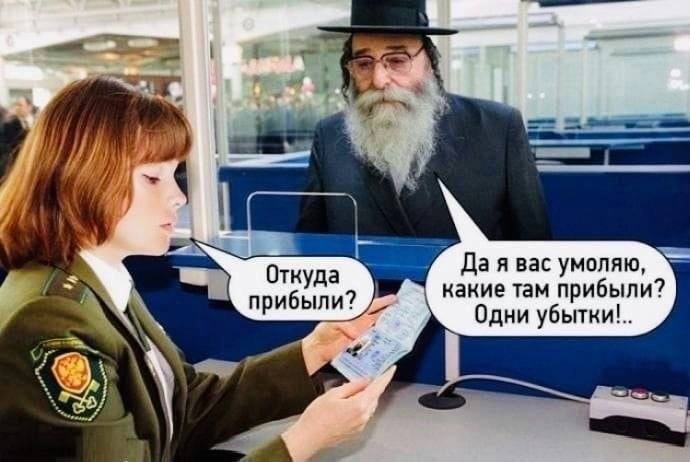 Откуда
прибыли?
Да я вас умоляю,
какие там прибыли?
Одни убытки!..